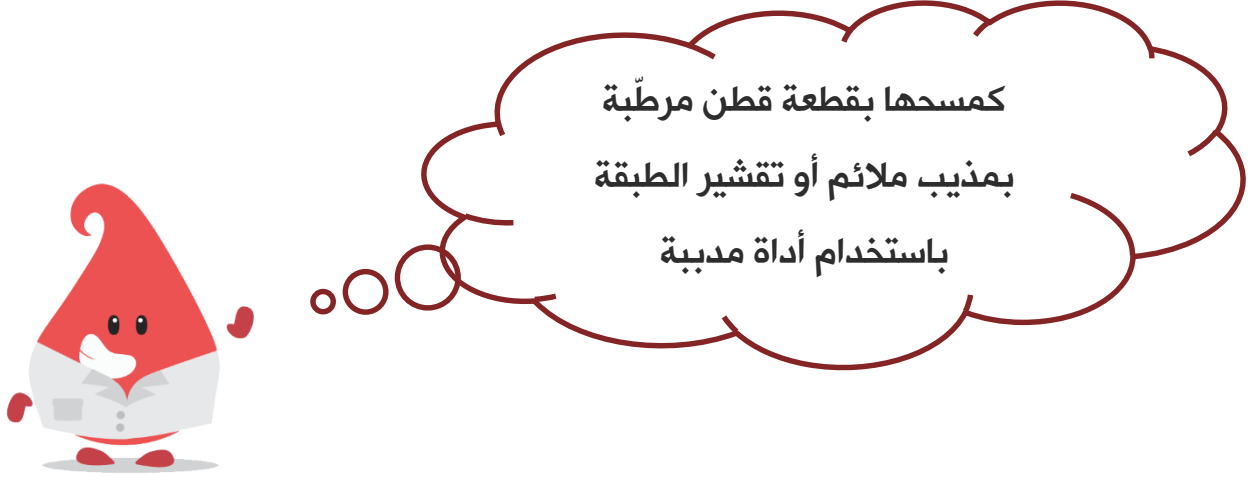 كمسحها بقطعة قطن مرطّبة
بمذيب ملائم أو تقشير الطبقة
باستخدام أداة مدببة